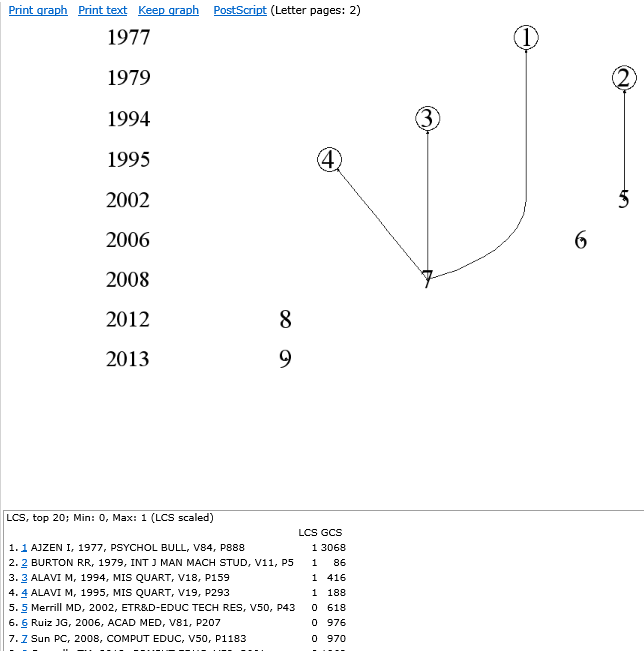 Print graph Print text Keep graph PostScript (Letter pages: 2)
1977 1
1979 2
1994 3
1995 4
2002 5
2006 6
2008 7
2012 8
2013 9
LCS, top 20; Min: 0, Max: 1 (LCS scaled)
LCS GCS
1. 1 AJZEN I, 1977, PSYCHOL BULL, V84, P888 1 3068
2. 2 BURTON RR, 1979, INT J MAN MACH STUD, V11, P5 1 86
3. 3 ALAVI M, 1994, MIS QUART, V18, P159 1 416
4. 4 ALAVI M, 1995, MIS QUART, V19, P293 1 188
5. 5 Merrill MD, 2002, ETR&D-EDUC TECH RES, V50, P43 0 618
6. 6 Ruiz JG, 2006, ACAD MED, V81, P207 0 976
7. 7 Sun PC, 2008, COMPUT EDUC, V50, P1183 0 970